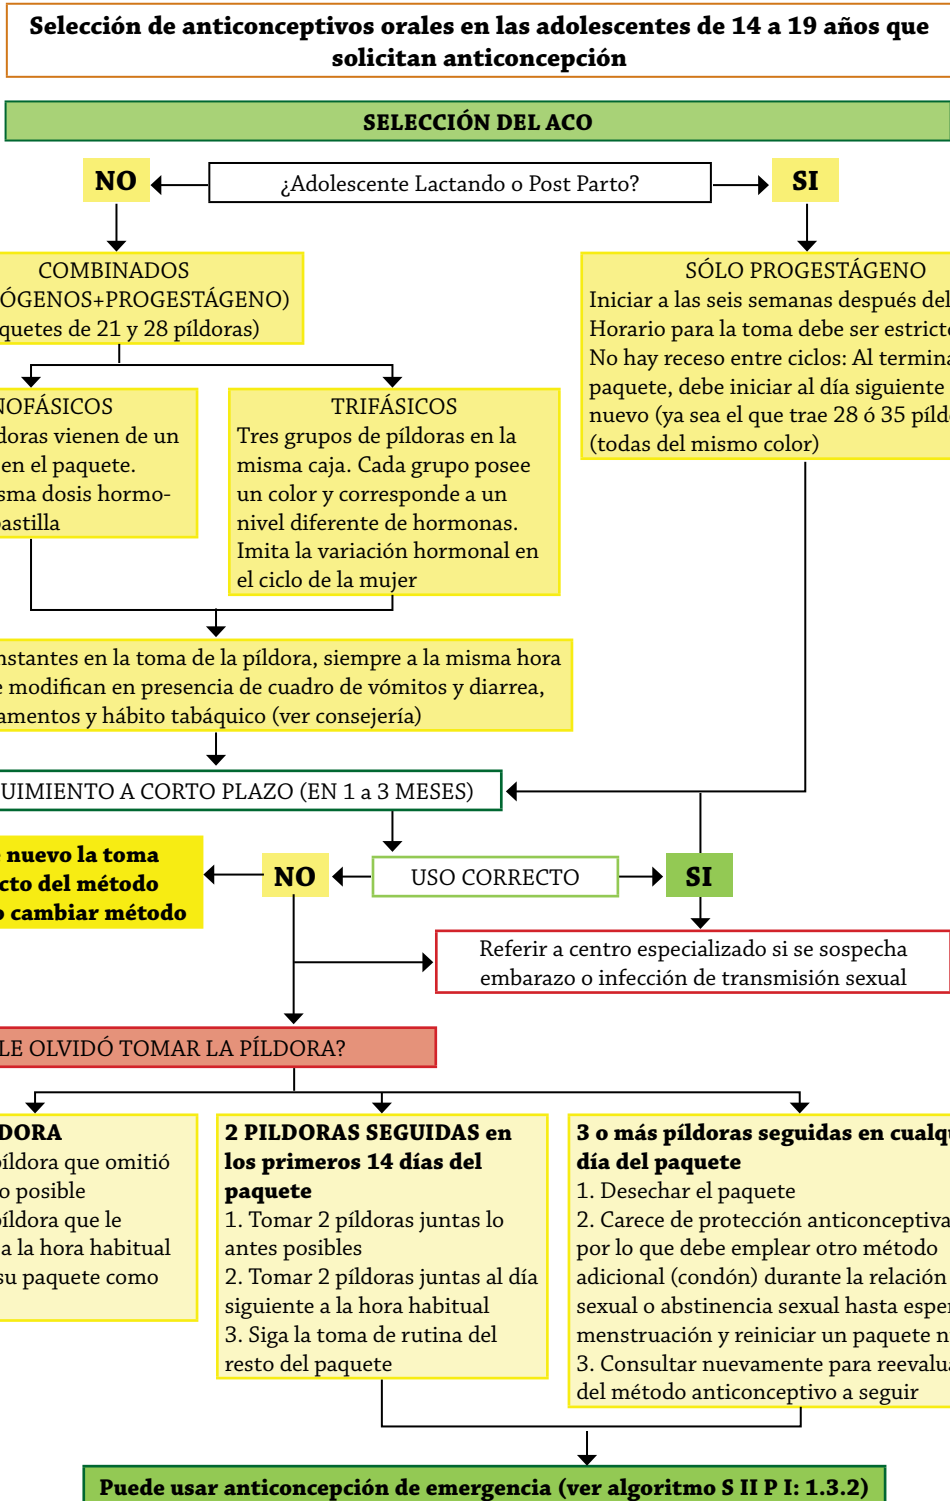 Selección de anticonceptivos orales en las adolescentes de 14 a 19 años que
solicitan anticoncepción
SELECCIÓN DEL ACO
NO
¿Adolescente Lactando o Post Parto?
SI
COMBINADOS
ÓGENOS+PROGESTÁGENO)
quetes de 21 y 28 píldoras)
SÓLO PROGESTÁGENO
Iniciar a las seis semanas después del
Horario para la toma debe ser estricto
No hay receso entre ciclos: Al termina
paquete, debe iniciar al día siguiente
nuevo (ya sea el que trae 28 ó 35 píld
(todas del mismo color)
NOFÁSICOS
doras vienen de un
en el paquete.
sma dosis hormo-
astilla
TRIFÁSICOS
Tres grupos de píldoras en la
misma caja. Cada grupo posee
un color y corresponde a un
nivel diferente de hormonas.
Imita la variación hormonal en
el ciclo de la mujer
nstantes en la toma de la píldora, siempre a la misma hora
e modifican en presencia de cuadro de vómitos y diarrea,
amentos y hábito tabáquico (ver consejería)
UIMIENTO A CORTO PLAZO (EN 1 a 3 MESES)
e nuevo la toma
cto del método
o cambiar método
NO
USO CORRECTO
SI
Referir a centro especializado si se sospecha
embarazo o infección de transmisión sexual
LE OLVIDÓ TOMAR LA PÍLDORA?
DORA
píldora que omitió
o posible
píldora que le
a la hora habitual
su paquete como
2 PILDORAS SEGUIDAS en
los primeros 14 días del
paquete
1. Tomar 2 píldoras juntas lo
antes posibles
2. Tomar 2 píldoras juntas al día
siguiente a la hora habitual
3. Siga la toma de rutina del
resto del paquete
3 o más píldoras seguidas en cualqu
día del paquete
1. Desechar el paquete
2. Carece de protección anticonceptiva
por lo que debe emplear otro método
adicional (condón) durante la relación
sexual o abstinencia sexual hasta esper
menstruación y reiniciar un paquete n
3. Consultar nuevamente para reevalua
del método anticonceptivo a seguir
Puede usar anticoncepción de emergencia (ver algoritmo S II P I: 1.3.2)